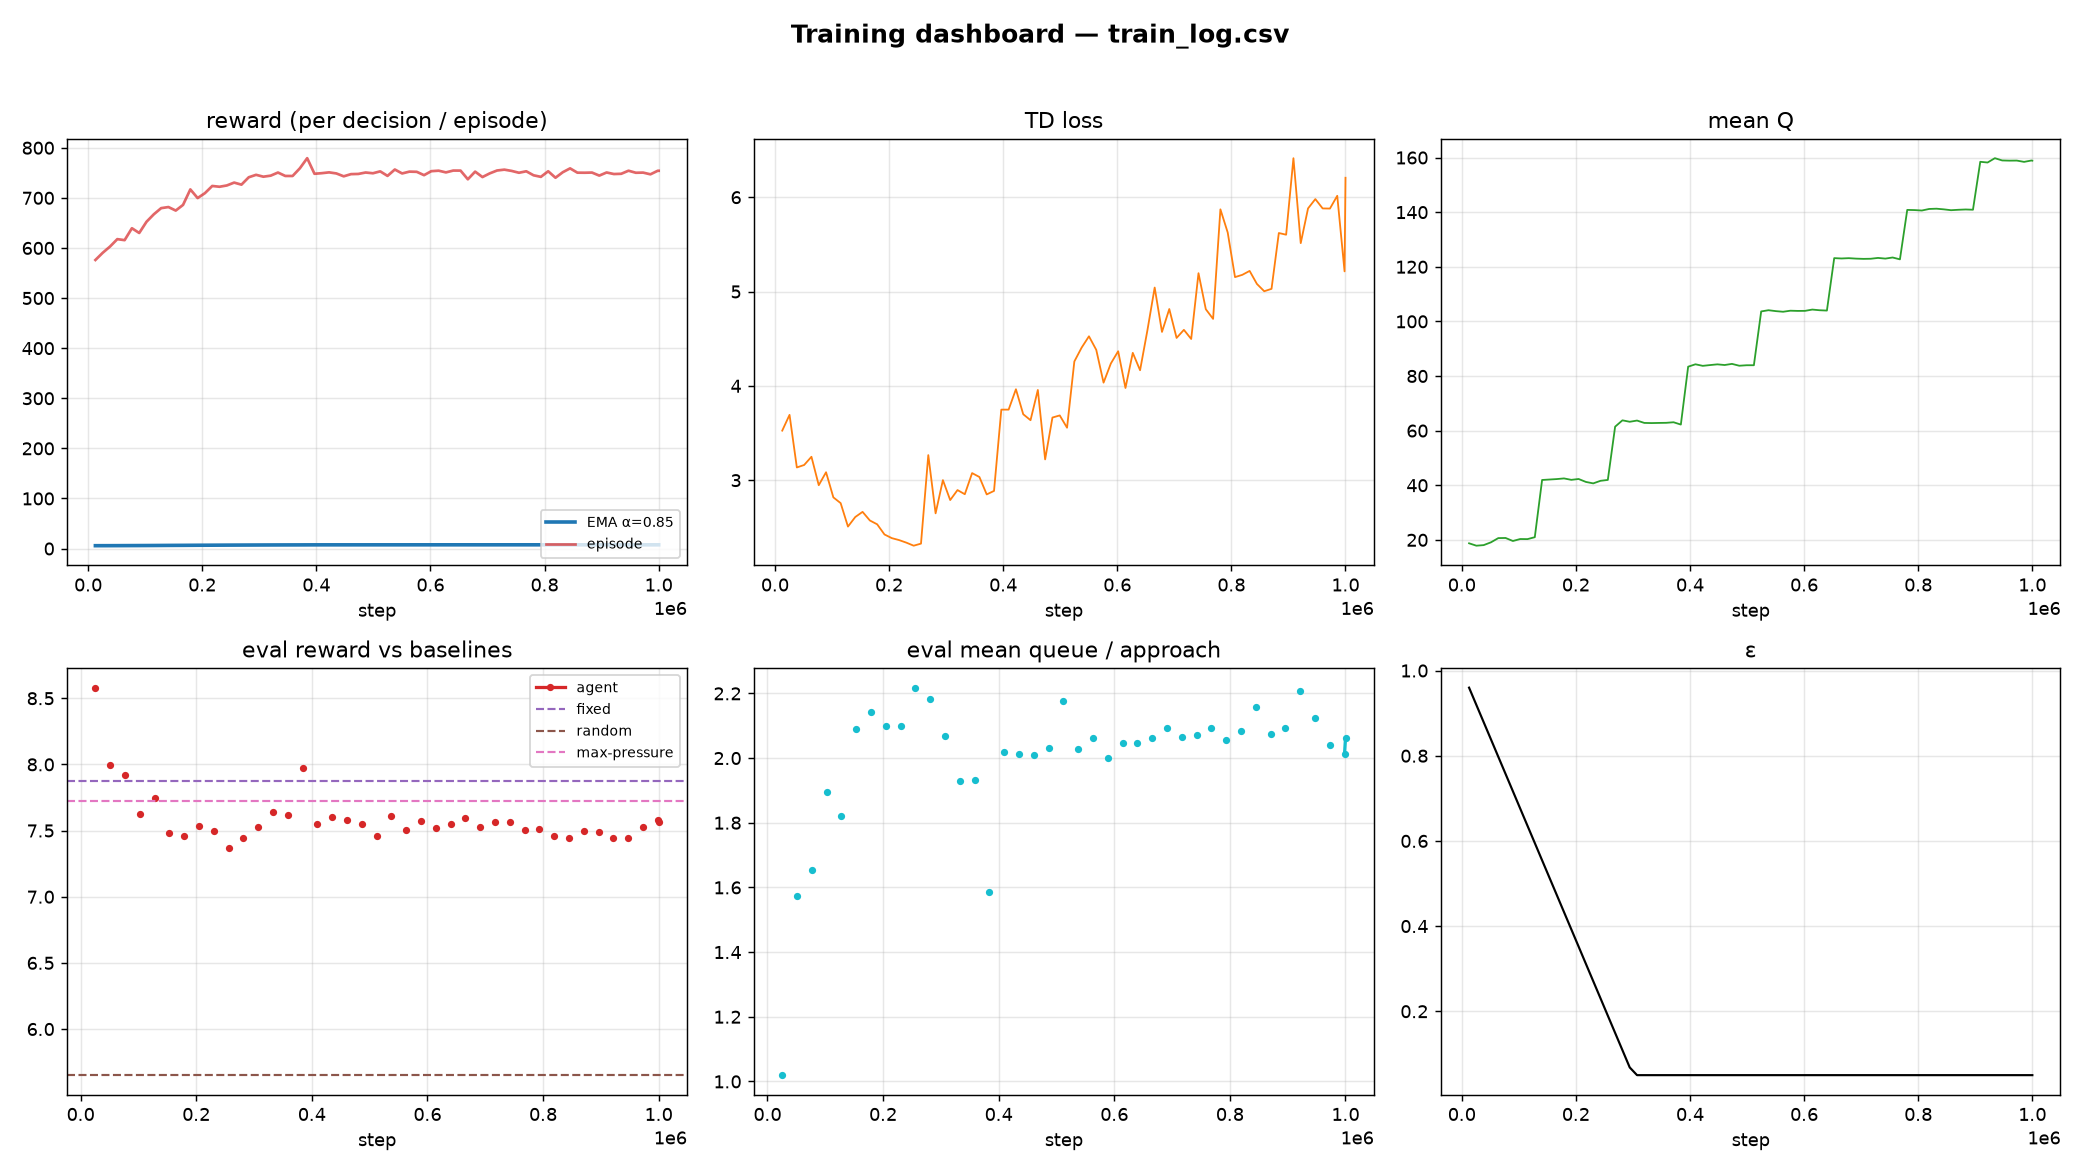 Training dashboard — train_log.csv
reward (per decision / episode)
800
700
600
500
400
300
200
100
0
EMA α=0.85
episode
0.0 0.2 0.4 0.6 0.8 1.0
1e6
step
TD loss
6
5
4
3
0.0 0.2 0.4 0.6 0.8 1.0
1e6
step
mean Q
160
140
120
100
80
60
40
20
0.0 0.2 0.4 0.6 0.8 1.0
1e6
step
eval reward vs baselines
8.5
8.0
7.5
7.0
6.5
6.0
agent
fixed
random
max-pressure
0.0 0.2 0.4 0.6 0.8 1.0
1e6
step
eval mean queue / approach
2.2
2.0
1.8
1.6
1.4
1.2
1.0
0.0 0.2 0.4 0.6 0.8 1.0
1e6
step
ε
1.0
0.8
0.6
0.4
0.2
0.0 0.2 0.4 0.6 0.8 1.0
1e6
step